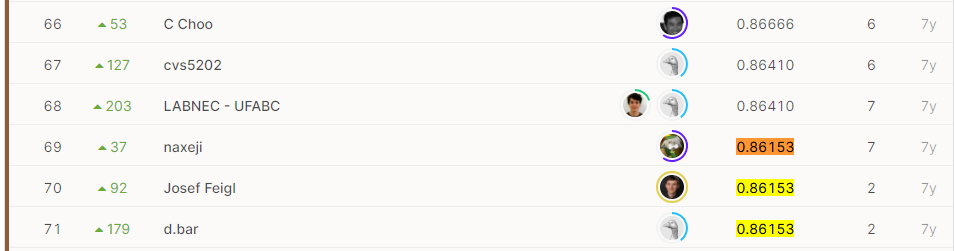 66 53 C Choo 0.86666 6 7y
67 127 cvs5202 0.86410 6 7y
68 203 LABNEC - UFABC 0.86410 7 7y
69 37 naxeji 0.86153 7 7y
70 92 Josef Feigl 0.86153 2 7y
71 179 d.bar 0.86153 2 7y